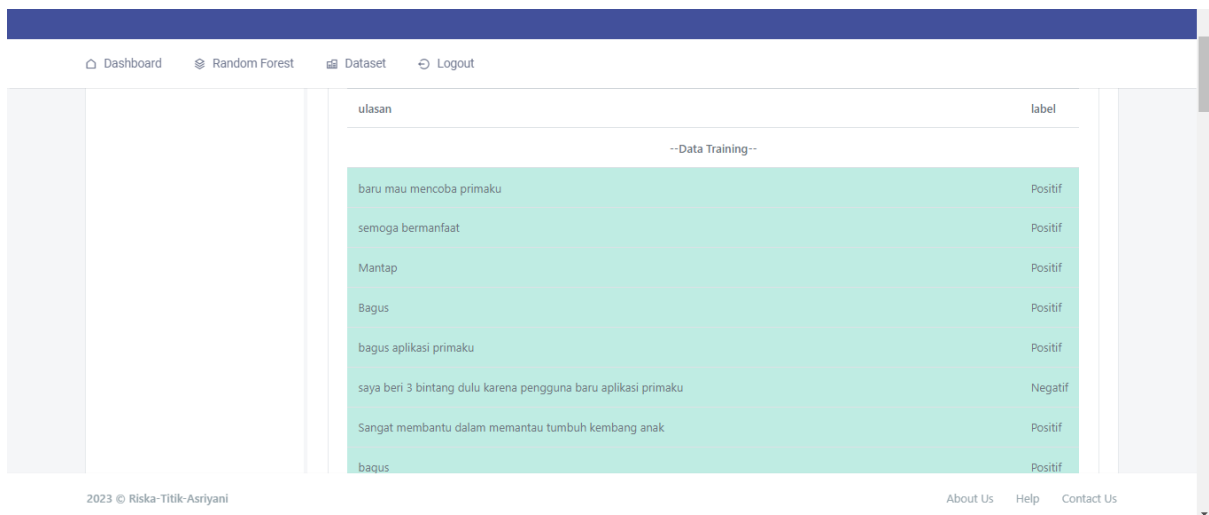 Dashboard Random Forest Dataset Logout
ulasan label
--Data Training--
baru mau mencoba primaku Positif
semoga bermanfaat Positif
Mantap Positif
Bagus Positif
bagus aplikasi primaku Positif
saya beri 3 bintang dulu karena pengguna baru aplikasi primaku Negatif
Sangat membantu dalam memantau tumbuh kembang anak Positif
bagus Positif
2023 © Riska-Titik-Asriyani About Us Help Contact Us